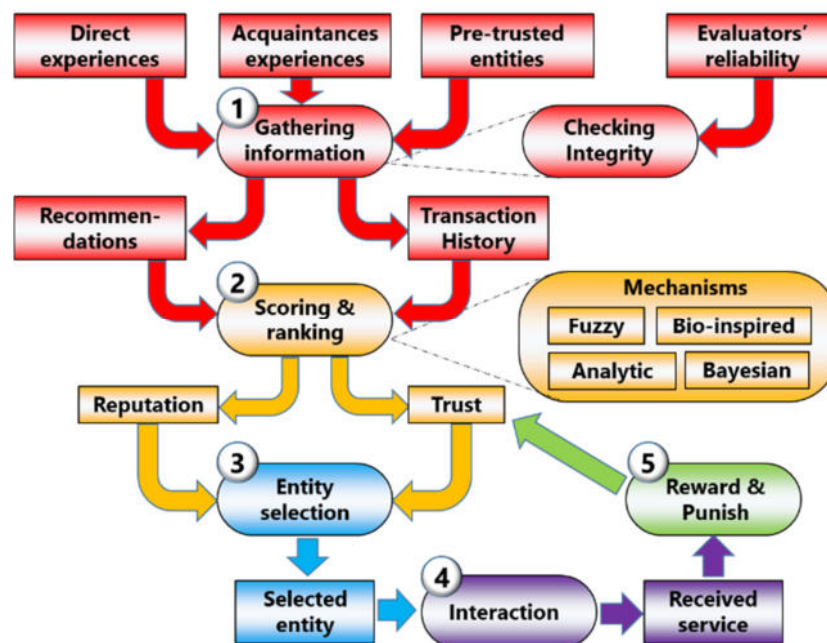 Direct
experiences
Acquaintances
experiences
Pre-trusted
entities
Evaluators'
reliability
1
Gathering
information
Checking
Integrity
Recommen-
dations
Transaction
History
2
Scoring &
ranking
Mechanisms
Fuzzy
Bio-inspired
Analytic
Bayesian
Reputation
Trust
3
Entity
selection
5
Reward &
Punish
Selected
entity
4
Interaction
Received
service